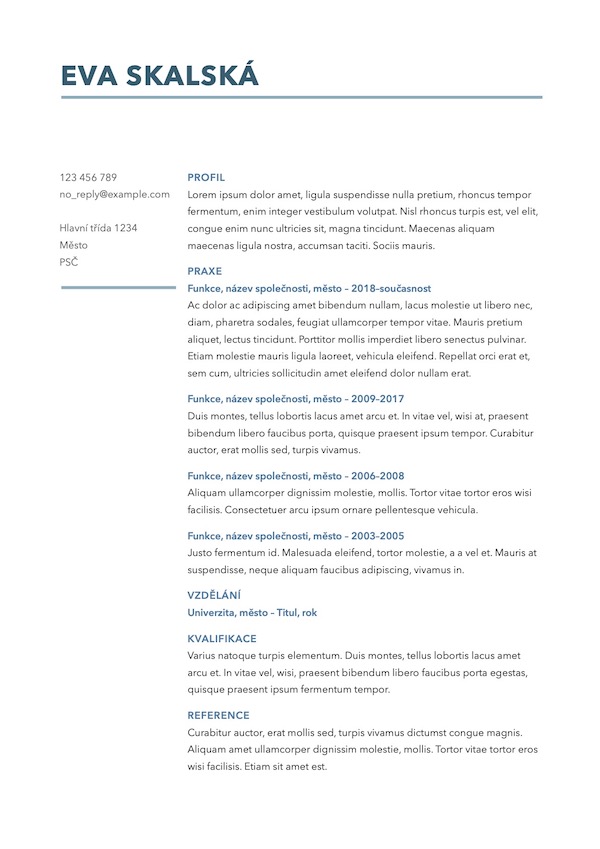 EVA SKALSKÁ
123 456 789
no_reply@example.com
Hlavní třída 1234
Město
PSČ
PROFIL
Lorem ipsum dolor amet, ligula suspendisse nulla pretium, rhoncus tempor
fermentum, enim integer vestibulum volutpat. Nisl rhoncus turpis est, vel elit,
congue enim nunc ultricies sit, magna tincidunt. Maecenas aliquam
maecenas ligula nostra, accumsan taciti. Sociis mauris.
PRAXE
Funkce, název společnosti, město – 2018–současnost
Ac dolor ac adipiscing amet bibendum nullam, lacus molestie ut libero nec,
diam, pharetra sodales, feugiat ullamcorper tempor vitae. Mauris pretium
aliquet, lectus tincidunt. Porttitor mollis imperdiet libero senectus pulvinar.
Etiam molestie mauris ligula laoreet, vehicula eleifend. Repellat orci erat et,
sem cum, ultricies sollicitudin amet eleifend dolor nullam erat.
Funkce, název společnosti, město – 2009–2017
Duis montes, tellus lobortis lacus amet arcu et. In vitae vel, wisi at, praesent
bibendum libero faucibus porta, quisque praesent ipsum tempor. Curabitur
auctor, erat mollis sed, turpis vivamus.
Funkce, název společnosti, město – 2006–2008
Aliquam ullamcorper dignissim molestie, mollis. Tortor vitae tortor eros wisi
facilisis. Consectetuer arcu ipsum ornare pellentesque vehicula.
Funkce, název společnosti, město – 2003–2005
Justo fermentum id. Malesuada eleifend, tortor molestie, a a vel et. Mauris at
suspendisse, neque aliquam faucibus adipiscing, vivamus in.
VZDĚLÁNÍ
Univerzita, město – Titul, rok
KVALIFIKACE
Varius natoque turpis elementum. Duis montes, tellus lobortis lacus amet
arcu et. In vitae vel, wisi, praesent bibendum libero faucibus porta egestas,
quisque praesent ipsum fermentum tempor.
REFERENCE
Curabitur auctor, erat mollis sed, turpis vivamus dictumst congue magnis.
Aliquam amet ullamcorper dignissim molestie, mollis. Tortor vitae tortor eros
wisi facilisis. Etiam sit amet est.